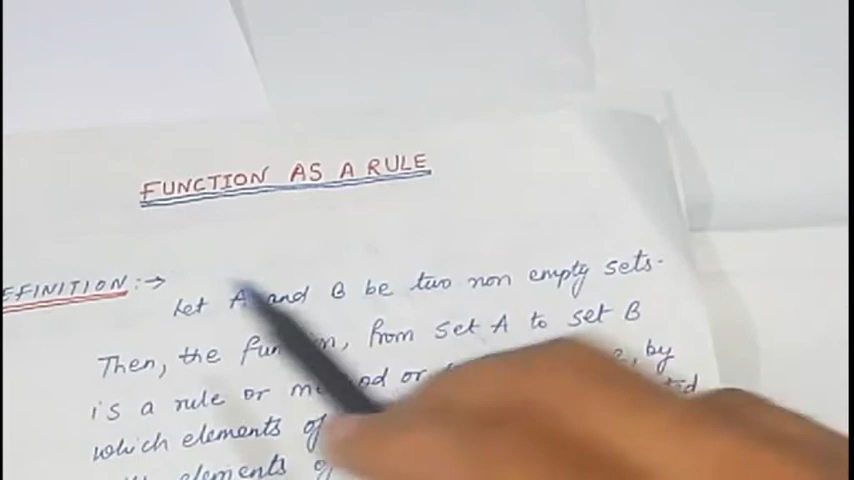 FUNCTION AS A RULE
EFINITION :→
Let A and B be two non empty sets.
Then, the fun n, from set A to set B
is a rule or me od or by
which elements of
elements of